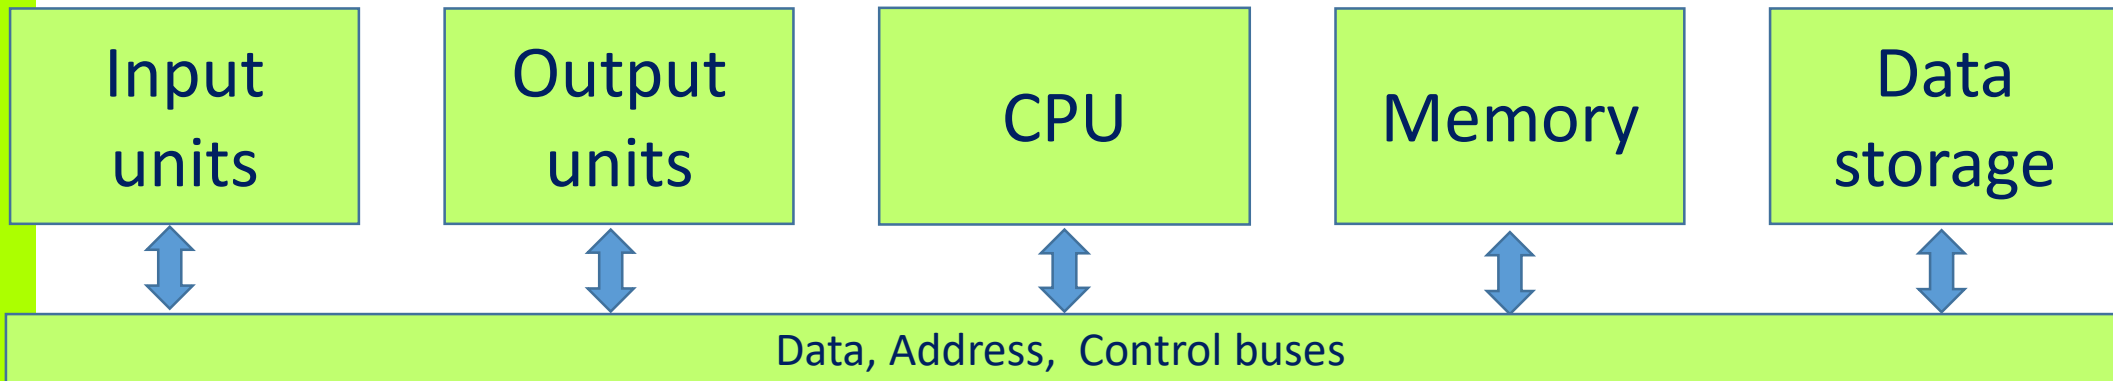 Input
units
Output
units
CPU
Memory
Data
storage
Data, Address,  Control buses